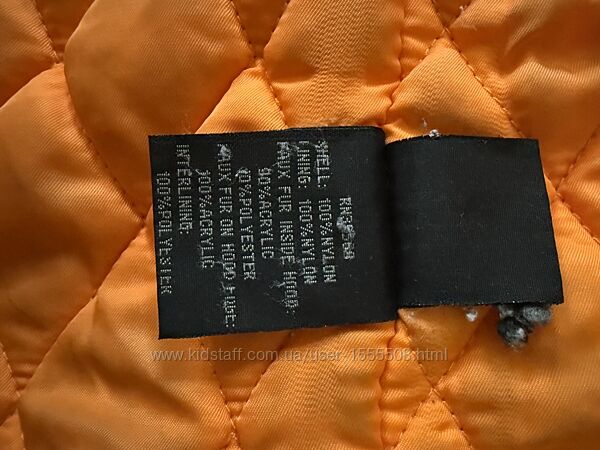 SHELL: 100%NYLON
LINING: 100%NYLON
FAUX FUR INSIDE HOOD:
90%ACRYLIC
10%POLYESTER
FAUX FUR ON HOOD EDGE:
100%ACRYLIC
INTERLINING:
100%POLYESTER
www.kidstaff.com.ua/user-1555508.html